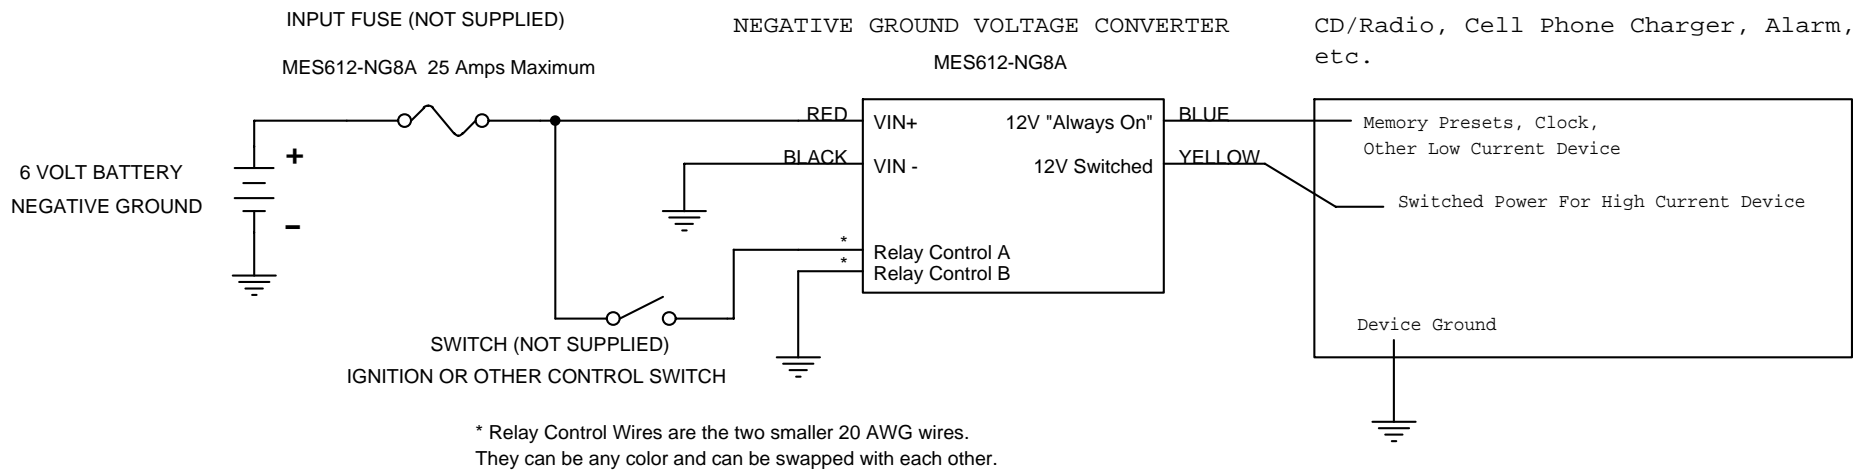 INPUT FUSE (NOT SUPPLIED)
MES612-NG8A 25 Amps Maximum
NEGATIVE GROUND VOLTAGE CONVERTER
MES612-NG8A
CD/Radio, Cell Phone Charger, Alarm,
etc.
6 VOLT BATTERY
NEGATIVE GROUND
+
−
RED
BLACK
VIN+
VIN -
12V "Always On"
12V Switched
BLUE
YELLOW
Memory Presets, Clock,
Other Low Current Device
Switched Power For High Current Device
*
Relay Control A
*
Relay Control B
SWITCH (NOT SUPPLIED)
IGNITION OR OTHER CONTROL SWITCH
Device Ground
* Relay Control Wires are the two smaller 20 AWG wires.
They can be any color and can be swapped with each other.